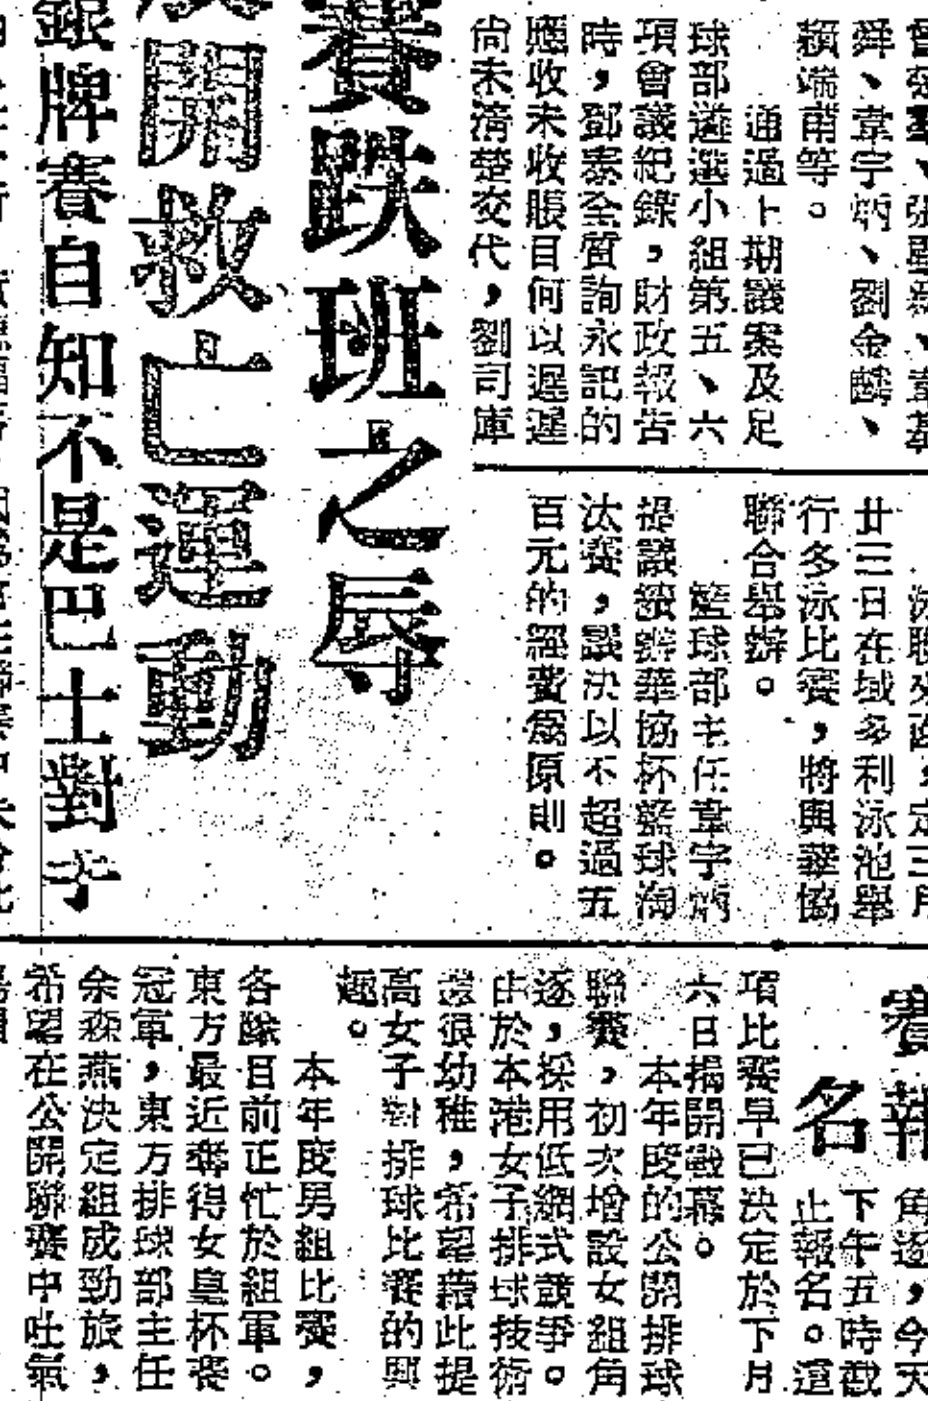 舜、韋宇炳、劉金麟、
賴端甫等。
通過上期議案及足
球部遴選小組第五、六
項會議紀錄，財政報告
時，鄧泰全質詢永記的
應收未收賬目何以遲遲
尚未清楚交代，劉司庫
廿三日在域多利泳池舉
行多泳比賽，將與華協
聯合舉辦。
籃球部主任韋宇炳
提議續辦華協杯籃球淘
汰賽，議決以不超過五
百元的經費爲原則。
賽跌班之辱
開救亡運動
銀牌賽自知不是巴士對手
賽報
名
角逐，今天
下午五時截
止報名。這
項比賽早已決定於下月
六日揭開戰幕。
本年度的公開排球
聯賽，初次增設女組角
逐，採用低網式競爭。
由於本港女子排球技術
還很幼稚，希望藉此提
高女子對排球比賽的興
趣。
本年度男組比賽，
各隊目前正忙於組軍。
東方最近奪得女皇杯賽
冠軍，東方排球部主任
余森燕決定組成勁旅，
希望在公開聯賽中吐氣